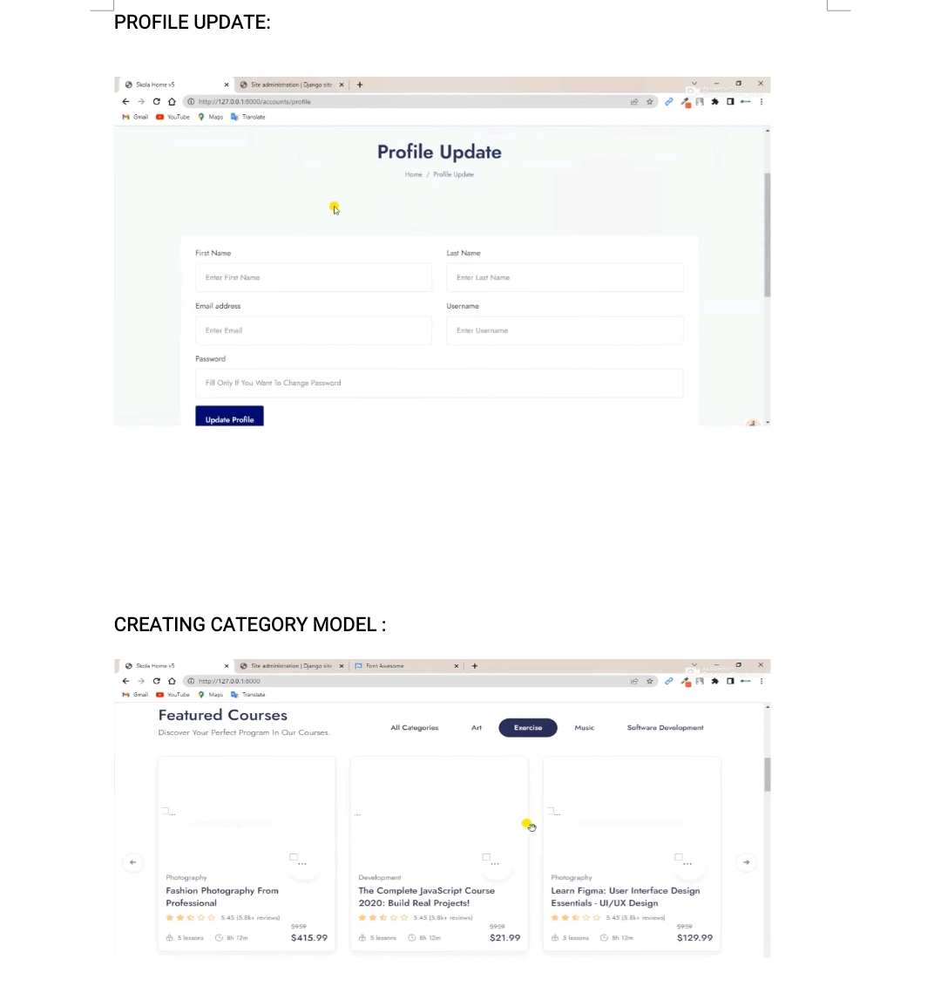 PROFILE UPDATE:
Skola Home v5
Site administration | Django site
http://127.0.0.1:8000/accounts/profile
Gmail YouTube Maps Translate
Profile Update
Home / Profile Update
First Name Last Name
Enter First Name Enter Last Name
Email address Username
Enter Email Enter Username
Password
Fill Only If You Want To Change Password
Update Profile
CREATING CATEGORY MODEL :
Skola Home v5
Site administration | Django site
Font Awesome
http://127.0.0.1:8000
Gmail YouTube Maps Translate
Featured Courses
Discover Your Perfect Program In Our Courses.
All Categories Art Exercise Music Software Development
Photography
Fashion Photography From
Professional
5.45 (5.8k+ reviews)
$959
5 lessons 8h 12m $415.99
Development
The Complete JavaScript Course
2020: Build Real Projects!
5.45 (5.8k+ reviews)
$959
5 lessons 8h 12m $21.99
Photography
Learn Figma: User Interface Design
Essentials - UI/UX Design
5.45 (5.8k+ reviews)
$959
5 lessons 8h 12m $129.99